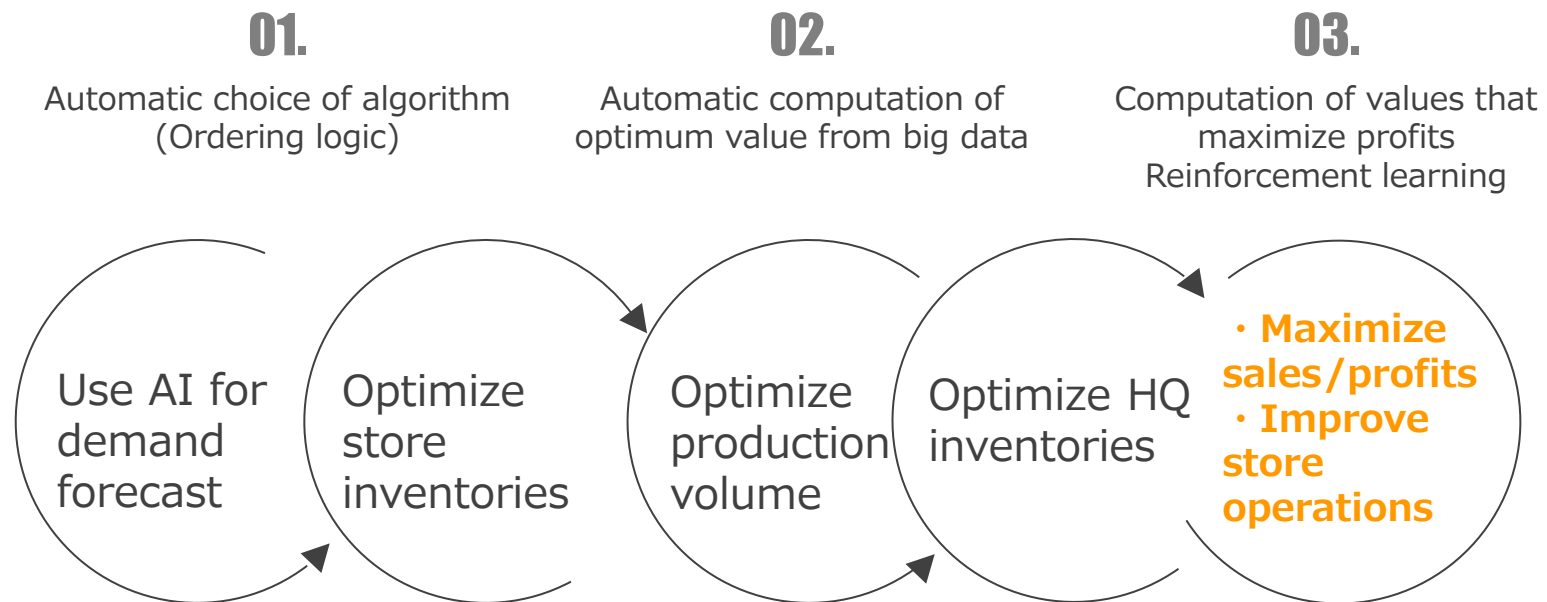 01.
Automatic choice of algorithm
(Ordering logic)
02.
Automatic computation of
optimum value from big data
03.
Computation of values that
maximize profits
Reinforcement learning
Use AI for
demand
forecast
Optimize
store
inventories
Optimize
production
volume
Optimize HQ
inventories
・Maximize
sales/profits
・Improve
store
operations